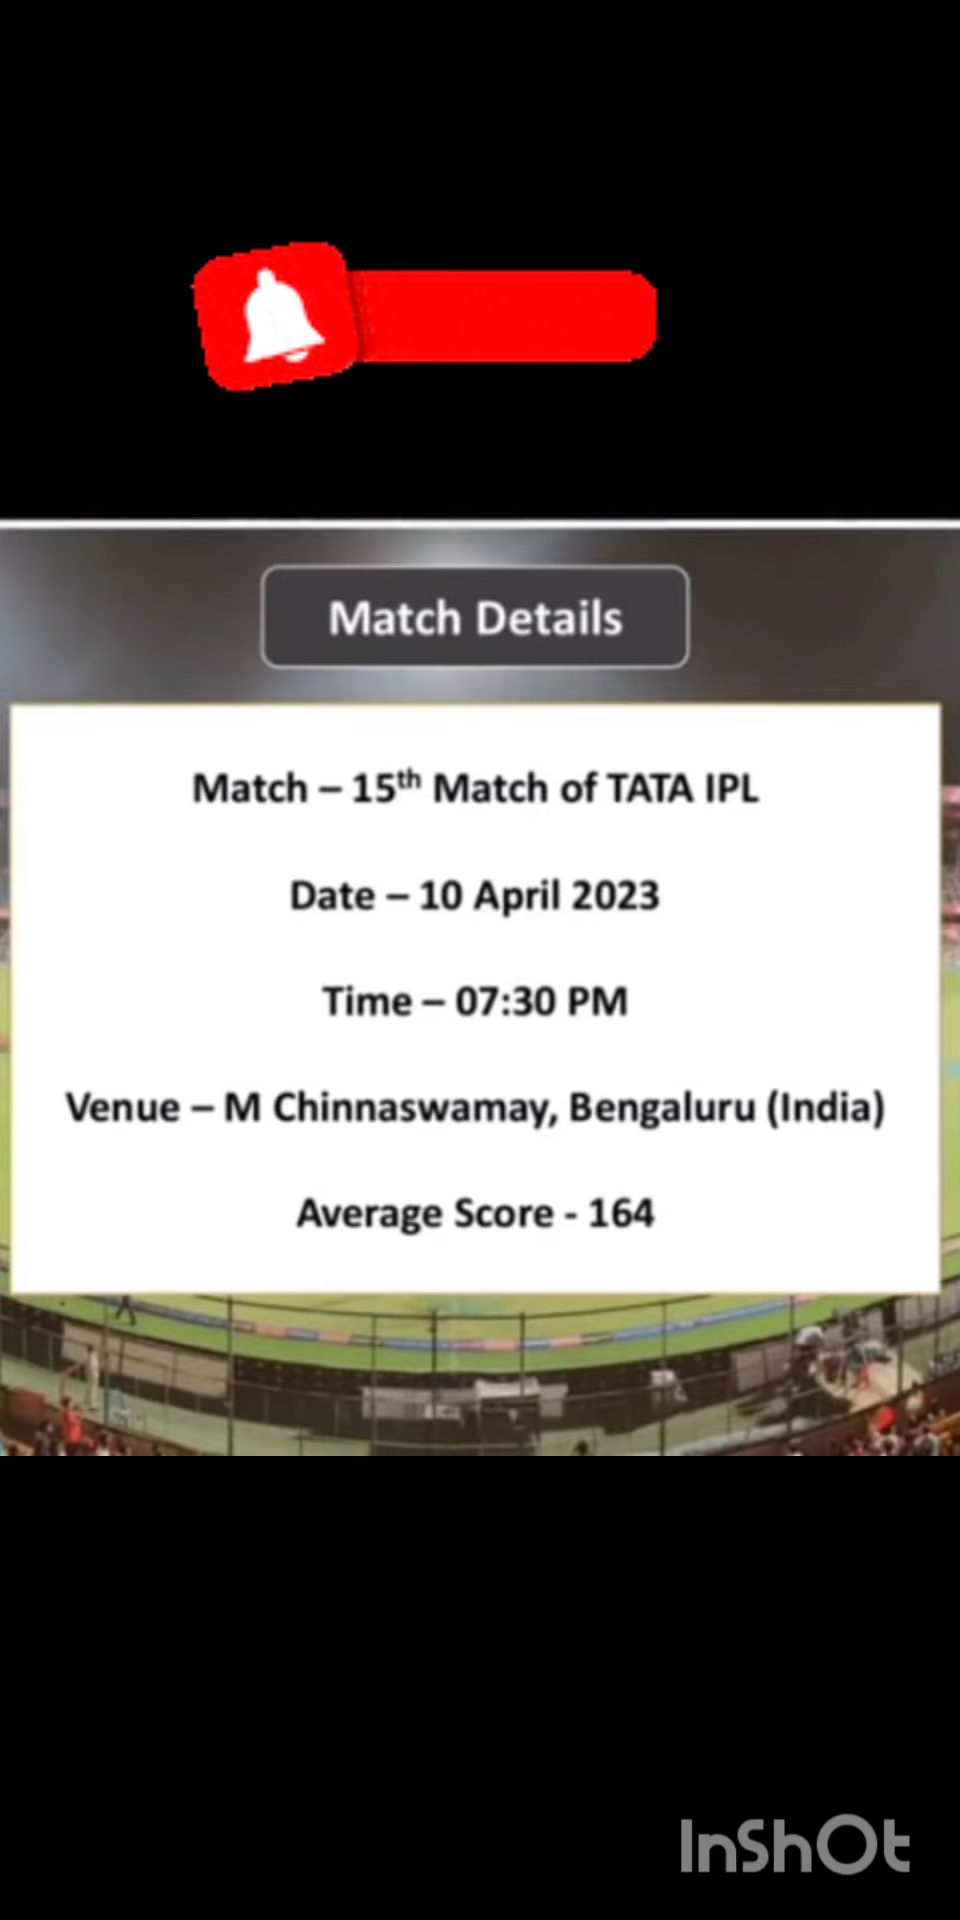 Match Details
Match – 15th Match of TATA IPL
Date – 10 April 2023
Time – 07:30 PM
Venue – M Chinnaswamay, Bengaluru (India)
Average Score - 164
InShOt